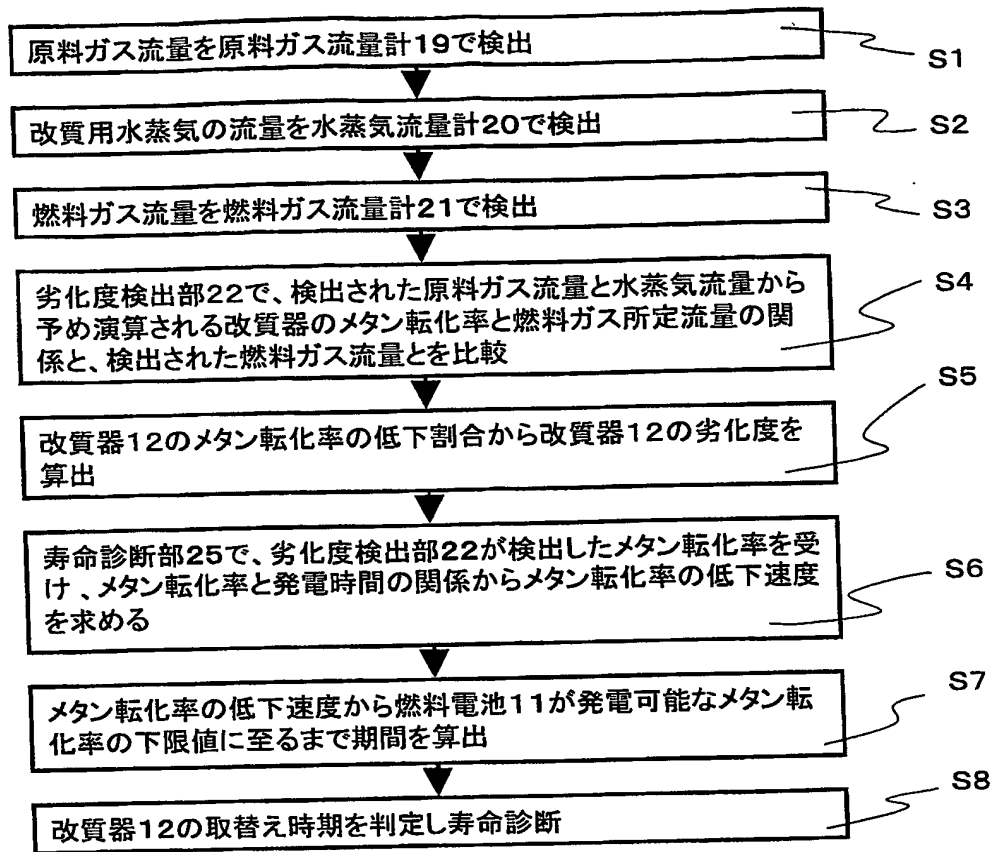 原料ガス流量を原料ガス流量計19で検出
S1
改質用水蒸気の流量を水蒸気流量計20で検出
S2
燃料ガス流量を燃料ガス流量計21で検出
S3
劣化度検出部22で、検出された原料ガス流量と水蒸気流量から
予め演算される改質器のメタン転化率と燃料ガス所定流量の関
係と、検出された燃料ガス流量とを比較
S4
改質器12のメタン転化率の低下割合から改質器12の劣化度を
算出
S5
寿命診断部25で、劣化度検出部22が検出したメタン転化率を受
け、メタン転化率と発電時間の関係からメタン転化率の低下速度
を求める
S6
メタン転化率の低下速度から燃料電池11が発電可能なメタン転
化率の下限値に至るまで期間を算出
S7
改質器12の取替え時期を判定し寿命診断
S8